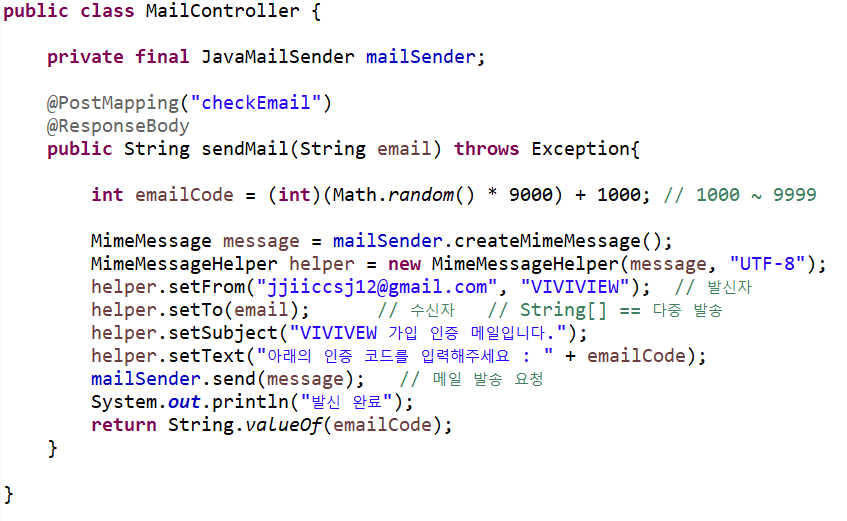 public class MailController {
private final JavaMailSender mailSender;
@PostMapping("checkEmail")
@ResponseBody
public String sendMail(String email) throws Exception{
int emailCode = (int)(Math.random() * 9000) + 1000; // 1000 ~ 9999
MimeMessage message = mailSender.createMimeMessage();
MimeMessageHelper helper = new MimeMessageHelper(message, "UTF-8");
helper.setFrom("jjiiccsj12@gmail.com", "VIVIVIEW"); // 발신자
helper.setTo(email); // 수신자 // String[] == 다중 발송
helper.setSubject("VIVIVEW 가입 인증 메일입니다.");
helper.setText("아래의 인증 코드를 입력해주세요 : " + emailCode);
mailSender.send(message); // 메일 발송 요청
System.out.println("발신 완료");
return String.valueOf(emailCode);
}
}